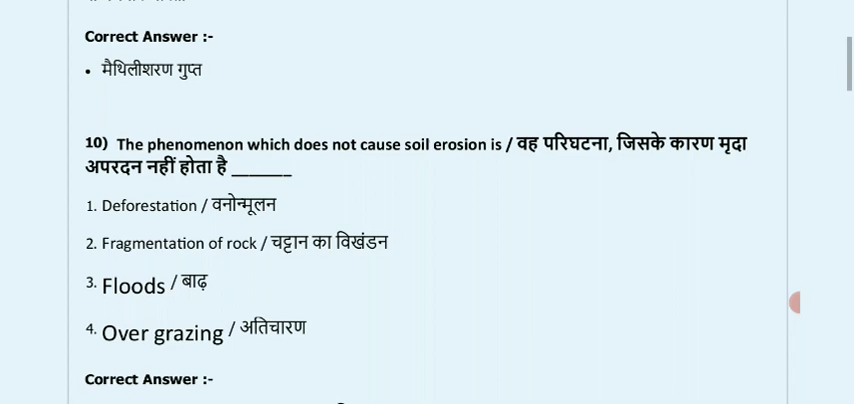 Correct Answer :-
• मैथिलीशरण गुप्त
10) The phenomenon which does not cause soil erosion is / वह परिघटना, जिसके कारण मृदा
अपरदन नहीं होता है ______
1. Deforestation / वनोन्मूलन
2. Fragmentation of rock / चट्टान का विखंडन
3. Floods / बाढ़
4. Over grazing / अतिचारण
Correct Answer :-